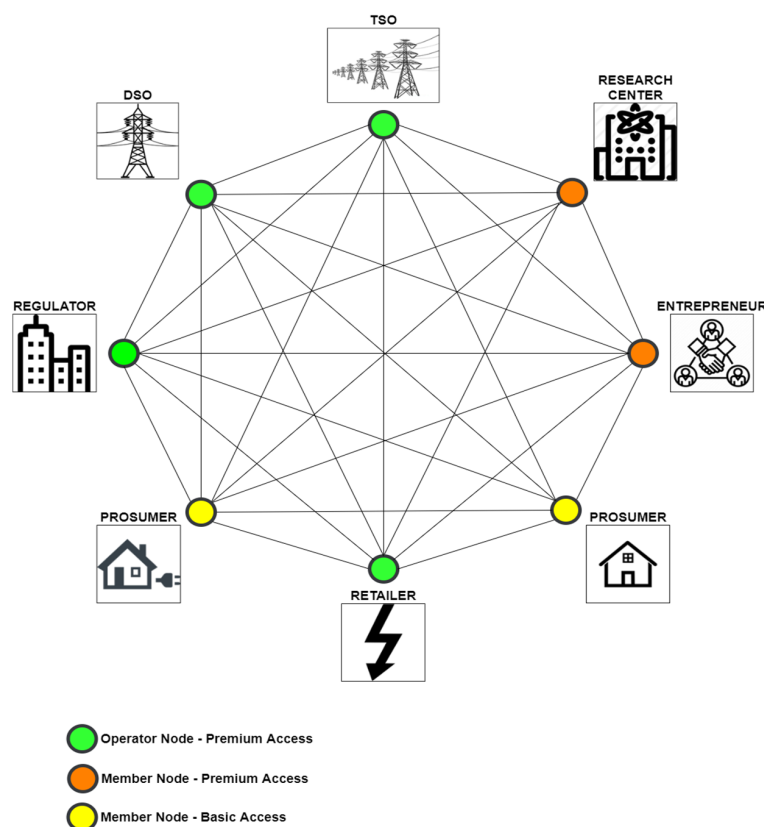 TSO
DSO
RESEARCH
CENTER
REGULATOR
ENTREPRENEUR
PROSUMER
PROSUMER
RETAILER
Operator Node - Premium Access
Member Node - Premium Access
Member Node - Basic Access